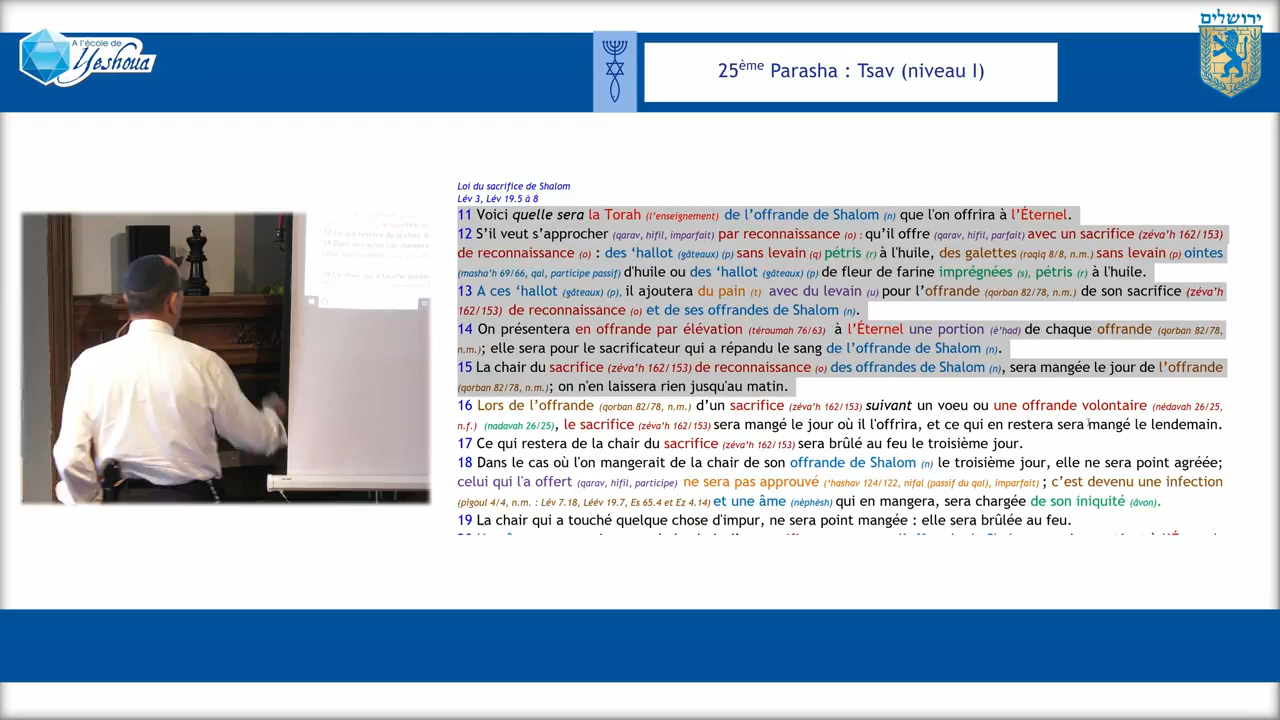 A l'école de
Yeshoua
25ème Parasha : Tsav (niveau I)
ירושלים
Loi du sacrifice de Shalom
Lév 3, Lév 19.5 à 8
11 Voici quelle sera la Torah (l'enseignement) de l'offrande de Shalom (n) que l'on offrira à l'Éternel.
12 S'il veut s'approcher (qarav, hifil, imparfait) par reconnaissance (o) : qu'il offre (qarav, hifil, parfait) avec un sacrifice (zéva'h 162/153)
de reconnaissance (o) : des 'hallot (gâteaux) (p) sans levain (q) pétris (r) à l'huile, des galettes (raqiq 8/8, n.m.) sans levain (p) ointes
(masha'h 69/66, qal, participe passif) d'huile ou des 'hallot (gâteaux) (p) de fleur de farine imprégnées (s), pétris (r) à l'huile.
13 A ces 'hallot (gâteaux) (p), il ajoutera du pain (t) avec du levain (u) pour l'offrande (qorban 82/78, n.m.) de son sacrifice (zéva'h
162/153) de reconnaissance (o) et de ses offrandes de Shalom (n).
14 On présentera en offrande par élévation (téroumah 76/63) à l'Éternel une portion (è'had) de chaque offrande (qorban 82/78,
n.m.); elle sera pour le sacrificateur qui a répandu le sang de l'offrande de Shalom (n).
15 La chair du sacrifice (zéva'h 162/153) de reconnaissance (o) des offrandes de Shalom (n), sera mangée le jour de l'offrande
(qorban 82/78, n.m.); on n'en laissera rien jusqu'au matin.
16 Lors de l'offrande (qorban 82/78, n.m.) d'un sacrifice (zéva'h 162/153) suivant un voeu ou une offrande volontaire (nédavah 26/25,
n.f.) (nadavah 26/25), le sacrifice (zéva'h 162/153) sera mangé le jour où il l'offrira, et ce qui en restera sera mangé le lendemain.
17 Ce qui restera de la chair du sacrifice (zéva'h 162/153) sera brûlé au feu le troisième jour.
18 Dans le cas où l'on mangerait de la chair de son offrande de Shalom (n) le troisième jour, elle ne sera point agréée;
celui qui l'a offert (qarav, hifil, participe) ne sera pas approuvé ('hashav 124/122, nifal (passif du qal), imparfait) ; c'est devenu une infection
(pigoul 4/4, n.m. : Lév 7.18, Léév 19.7, Es 65.4 et Ez 4.14) et une âme (nèphèsh) qui en mangera, sera chargée de son iniquité (âvon).
19 La chair qui a touché quelque chose d'impur, ne sera point mangée : elle sera brûlée au feu.